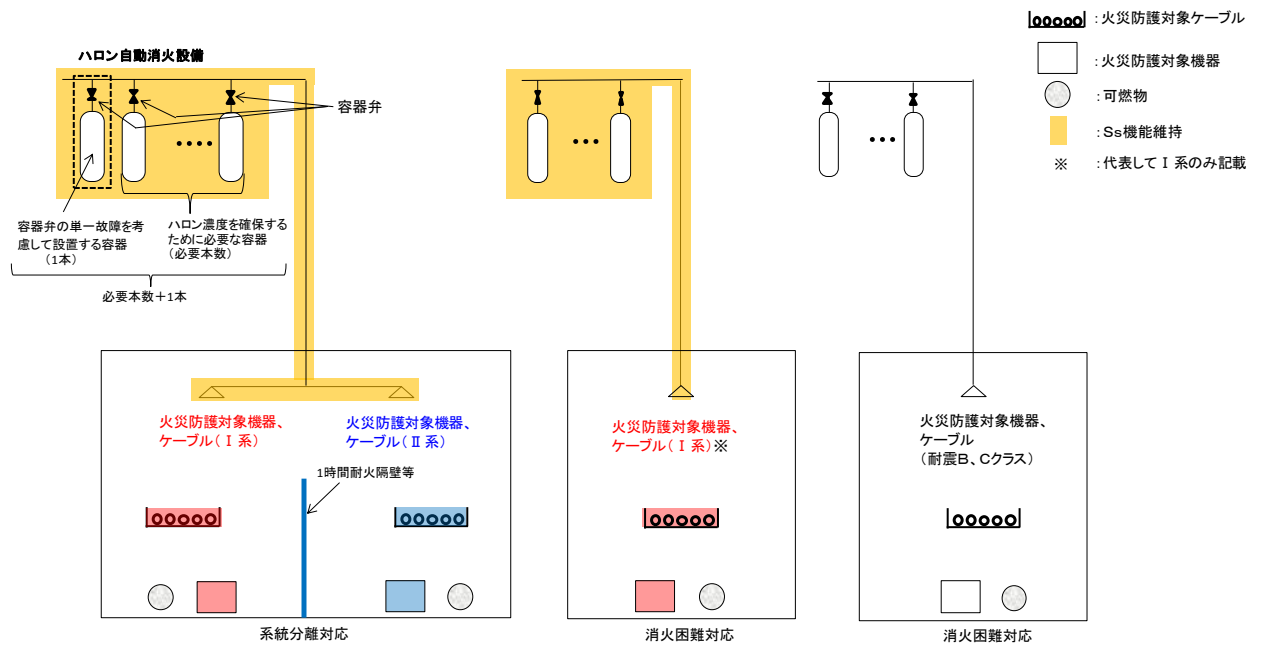 ハロン自動消火設備
容器弁
容器弁の単一故障を考
慮して設置する容器
(1本)
ハロン濃度を確保する
ために必要な容器
(必要本数)
必要本数+1本
火災防護対象機器、
ケーブル(Ⅰ系)
火災防護対象機器、
ケーブル(Ⅱ系)
1時間耐火隔壁等
系統分離対応
火災防護対象機器、
ケーブル(Ⅰ系)※
消火困難対応
火災防護対象機器、
ケーブル
(耐震B、Cクラス)
消火困難対応
:火災防護対象ケーブル
:火災防護対象機器
:可燃物
:Ss機能維持
※ :代表してⅠ系のみ記載